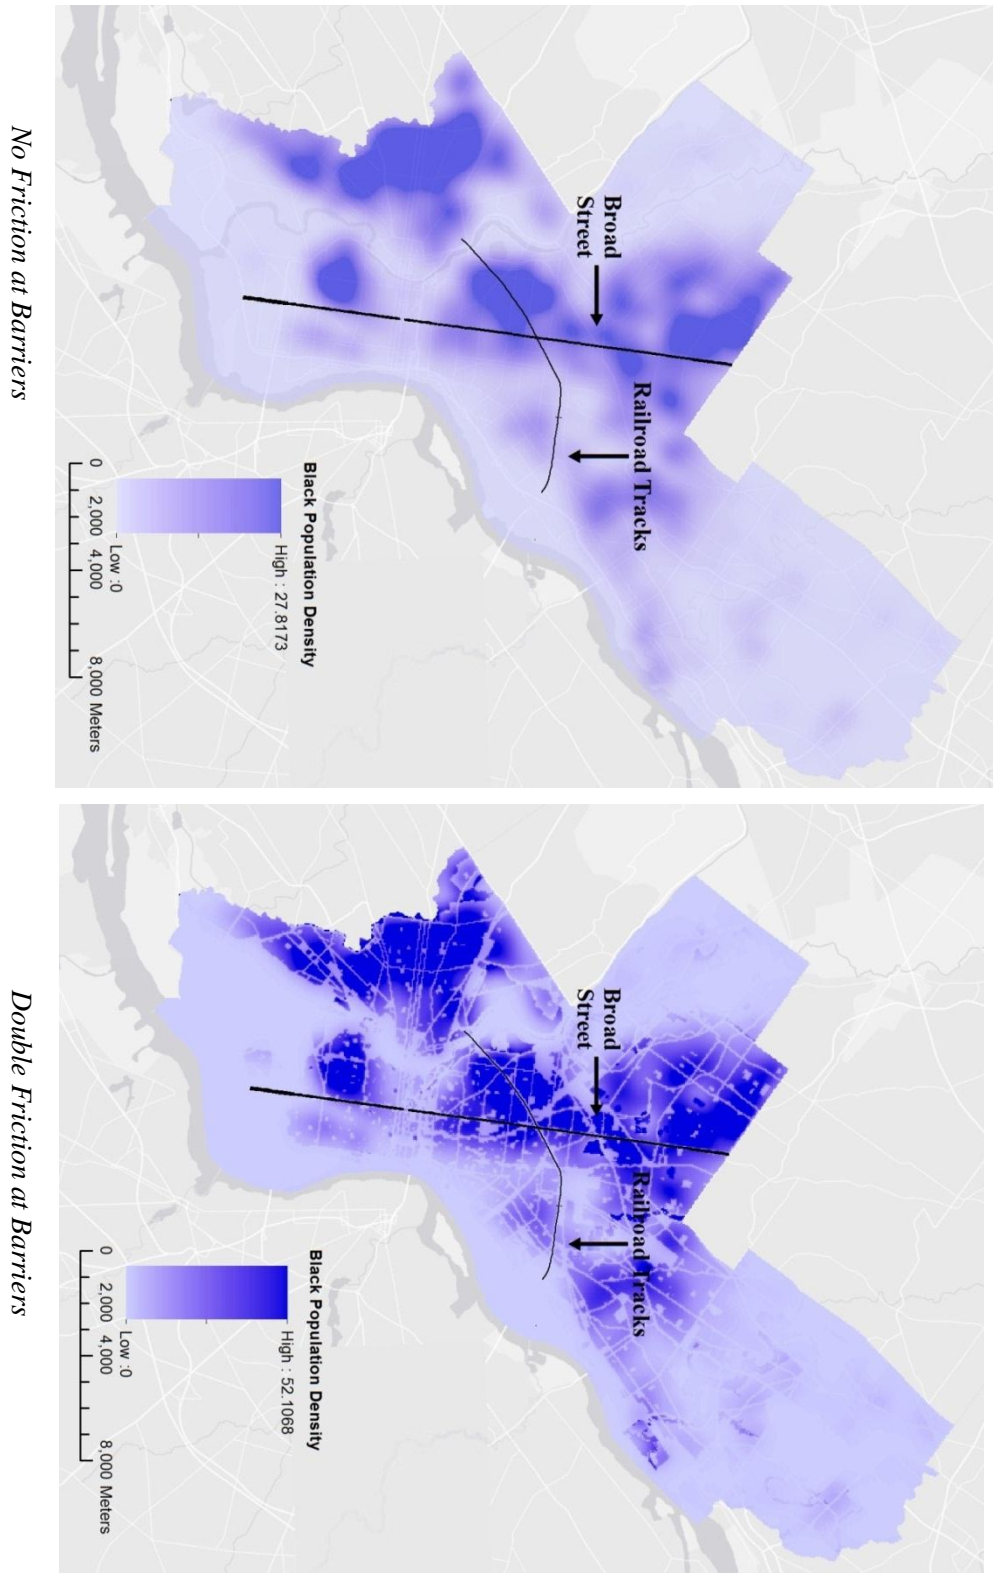 No Friction at Barriers
Broad
Street
Railroad Tracks
Black Population Density
High : 27.8173
Low :0
0 2,000 4,000 8,000 Meters
Double Friction at Barriers
Broad
Street
Railroad Tracks
Black Population Density
High : 52.1068
Low :0
0 2,000 4,000 8,000 Meters